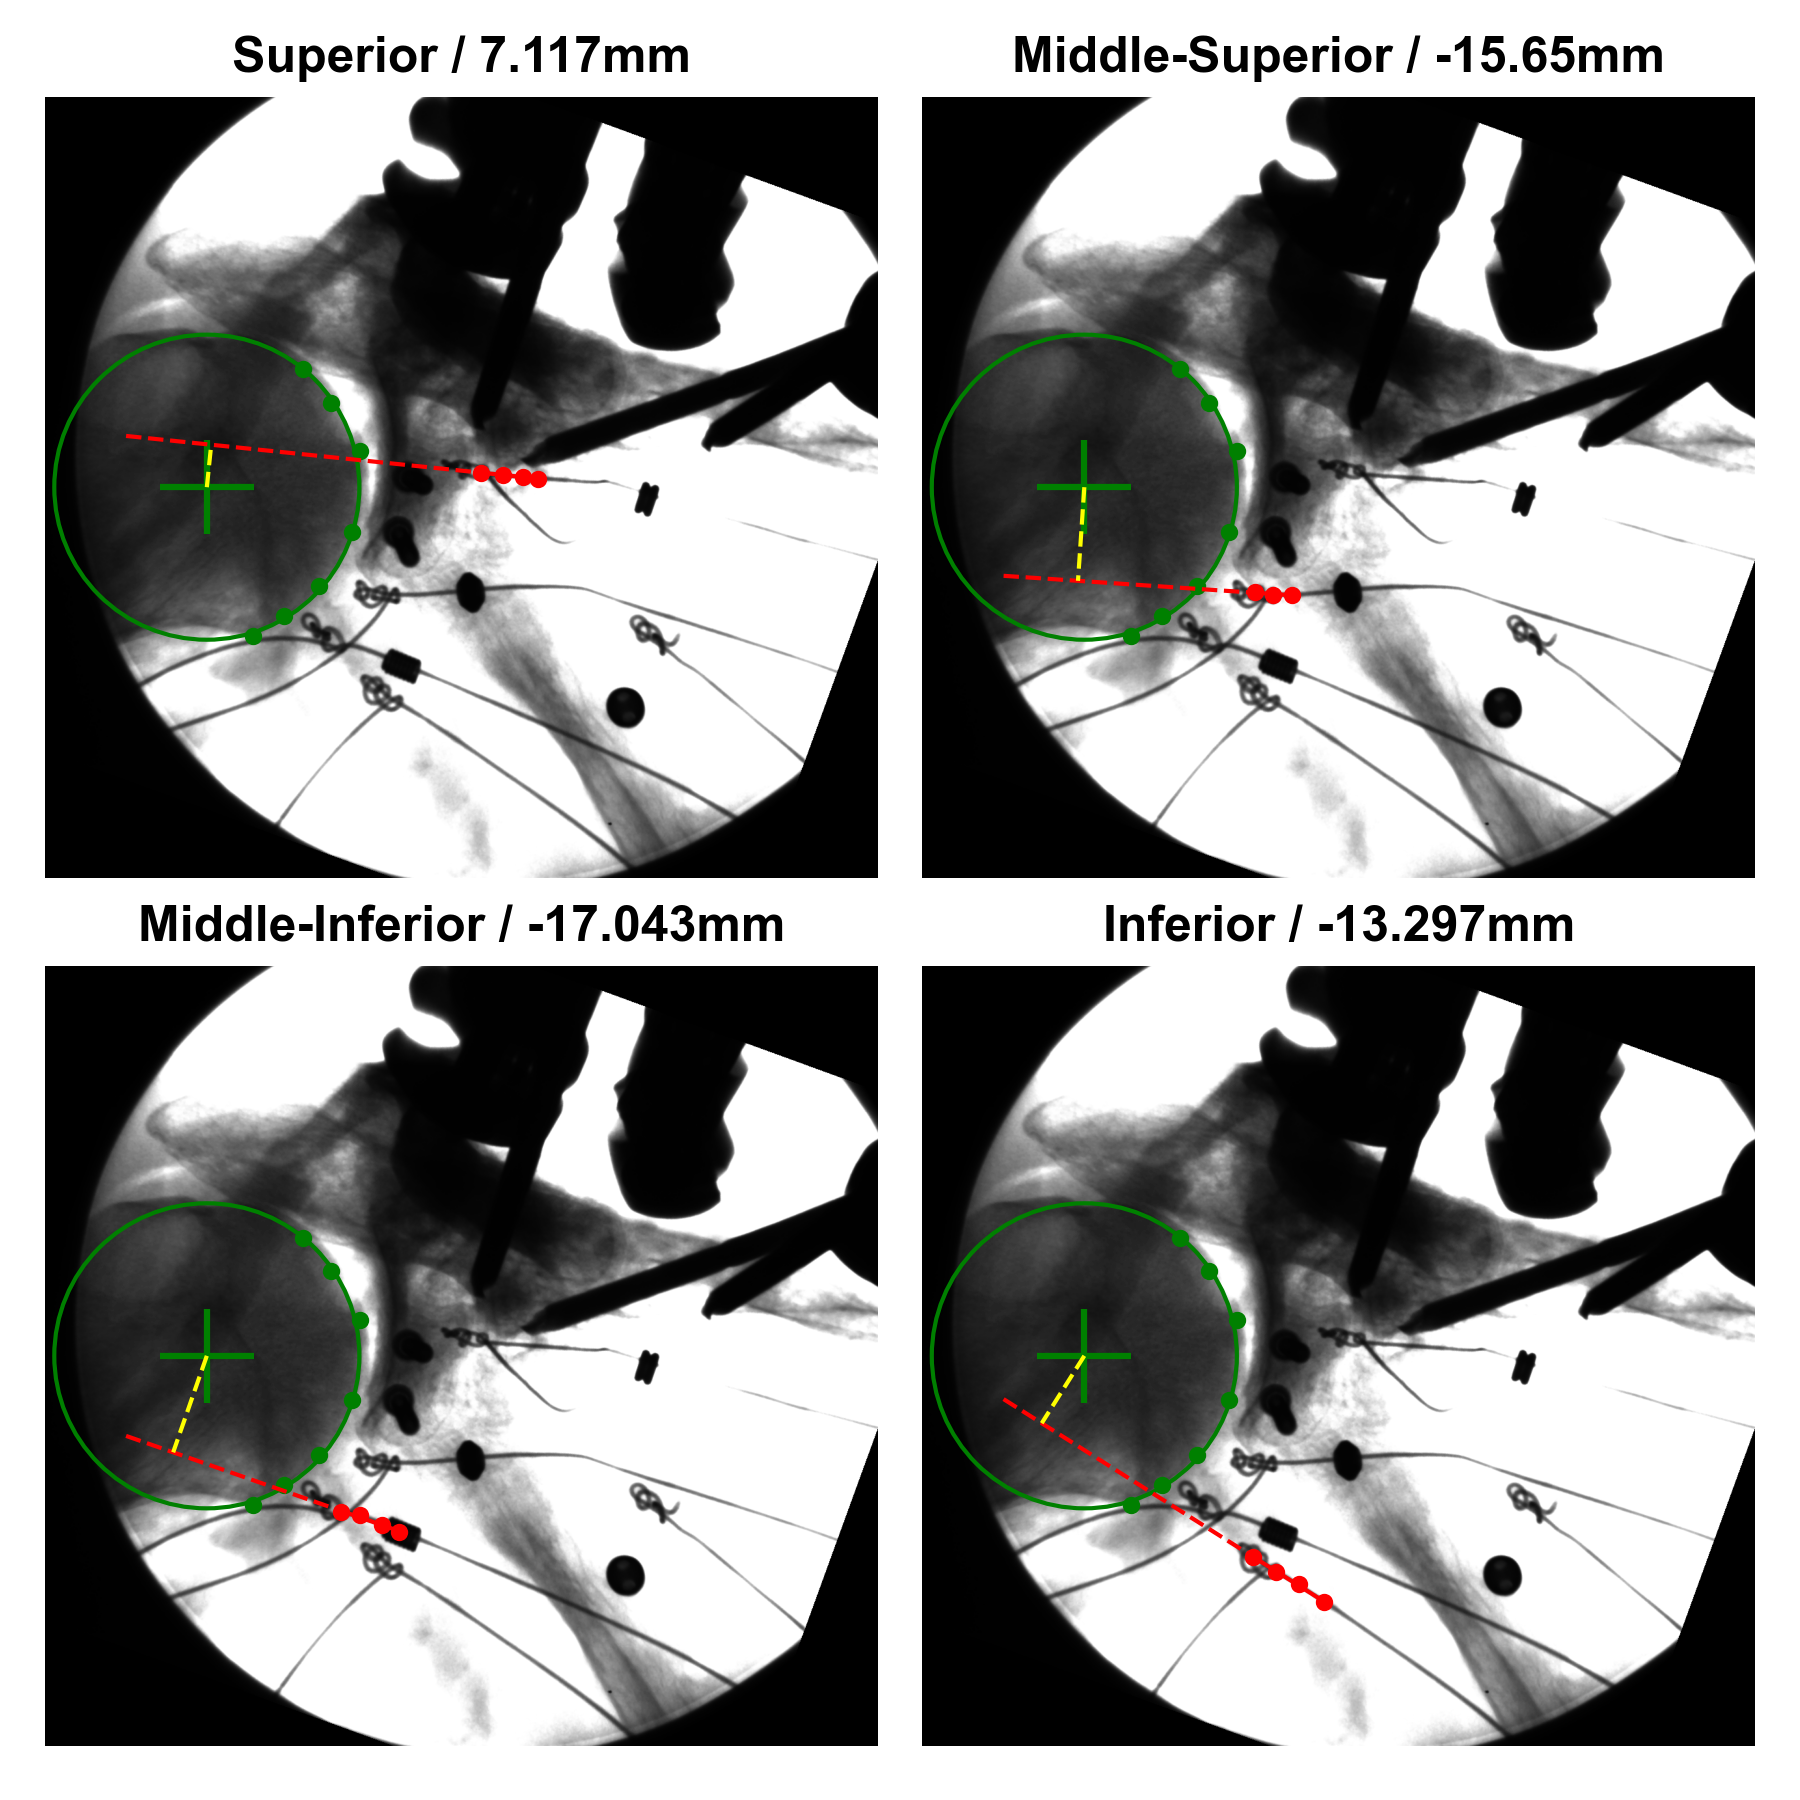 Superior / 7.117mm
Middle-Superior / -15.65mm
Middle-Inferior / -17.043mm
Inferior / -13.297mm